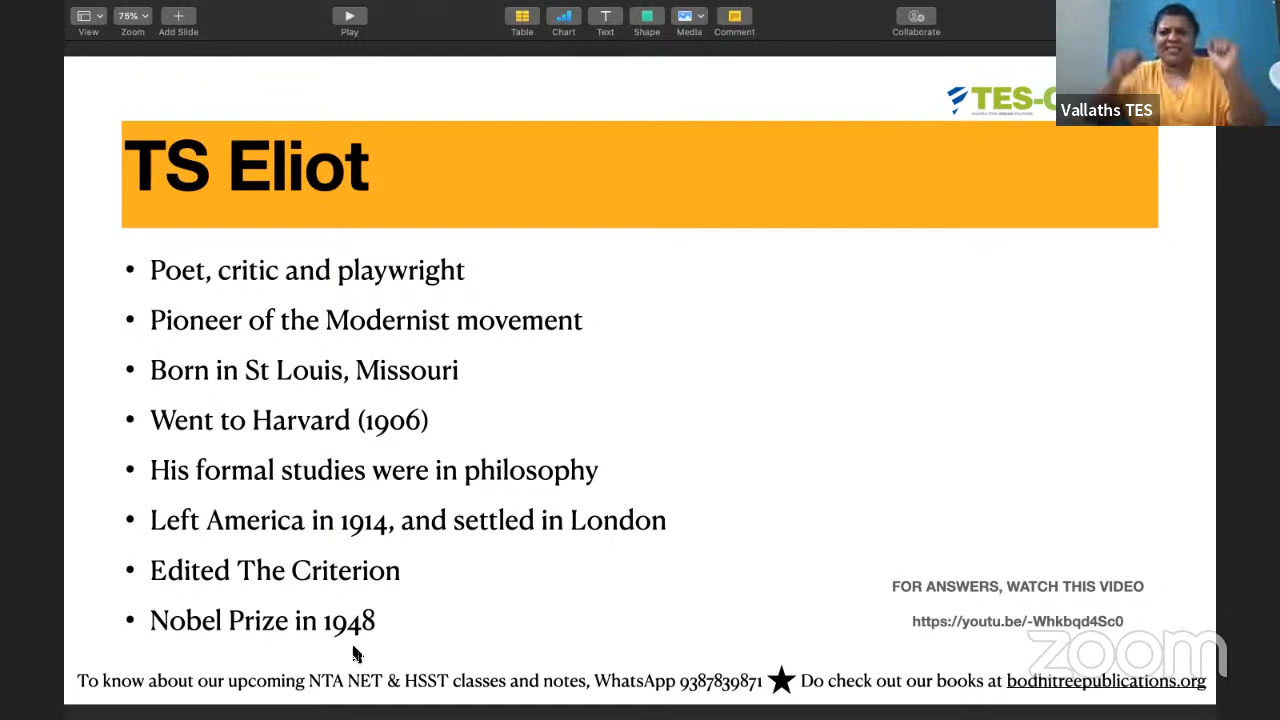 View
75%
Zoom
Add Slide
Play
Table
Chart
Text
Shape
Media
Comment
Collaborate
Vallaths TES
TES-
TS Eliot
• Poet, critic and playwright
• Pioneer of the Modernist movement
• Born in St Louis, Missouri
• Went to Harvard (1906)
• His formal studies were in philosophy
• Left America in 1914, and settled in London
• Edited The Criterion
• Nobel Prize in 1948
FOR ANSWERS, WATCH THIS VIDEO
https://youtu.be/-Whkbqd4Sc0
zoom
To know about our upcoming NTA NET & HSST classes and notes, WhatsApp 9387839871 ★ Do check out our books at bodhitreepublications.org